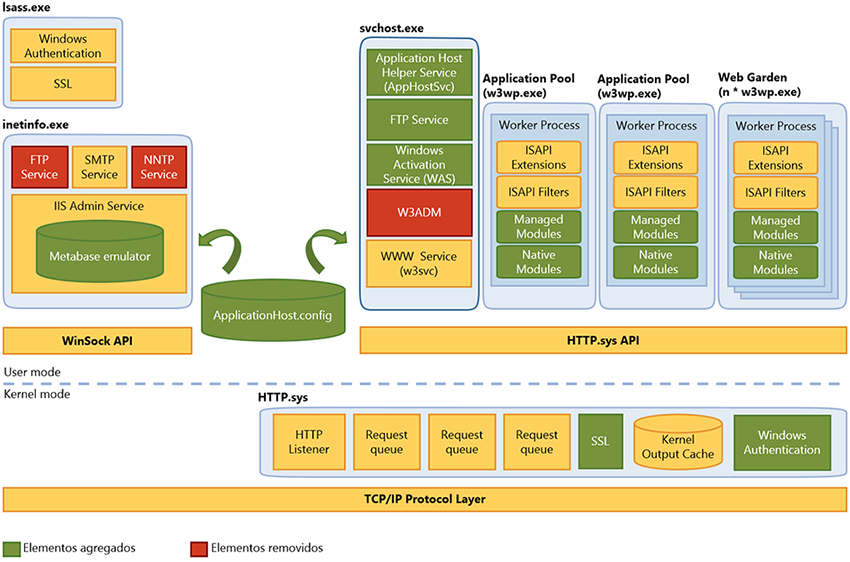 lsass.exe
Windows
Authentication
SSL
inetinfo.exe
FTP
Service
SMTP
Service
NNTP
Service
IIS Admin Service
Metabase emulator
ApplicationHost.config
svchost.exe
Application Host
Helper Service
(AppHostSvc)
FTP Service
Windows
Activation
Service (WAS)
W3ADM
WWW Service
(w3svc)
Application Pool
(w3wp.exe)
Worker Process
ISAPI
Extensions
ISAPI Filters
Managed
Modules
Native
Modules
Application Pool
(w3wp.exe)
Worker Process
ISAPI
Extensions
ISAPI Filters
Managed
Modules
Native
Modules
Web Garden
(n * w3wp.exe)
Worker Process
ISAPI
Extensions
ISAPI Filters
Managed
Modules
Native
Modules
WinSock API
HTTP.sys API
User mode
Kernel mode
HTTP.sys
HTTP
Listener
Request
queue
Request
queue
Request
queue
SSL
Kernel
Output Cache
Windows
Authentication
TCP/IP Protocol Layer
Elementos agregados
Elementos removidos